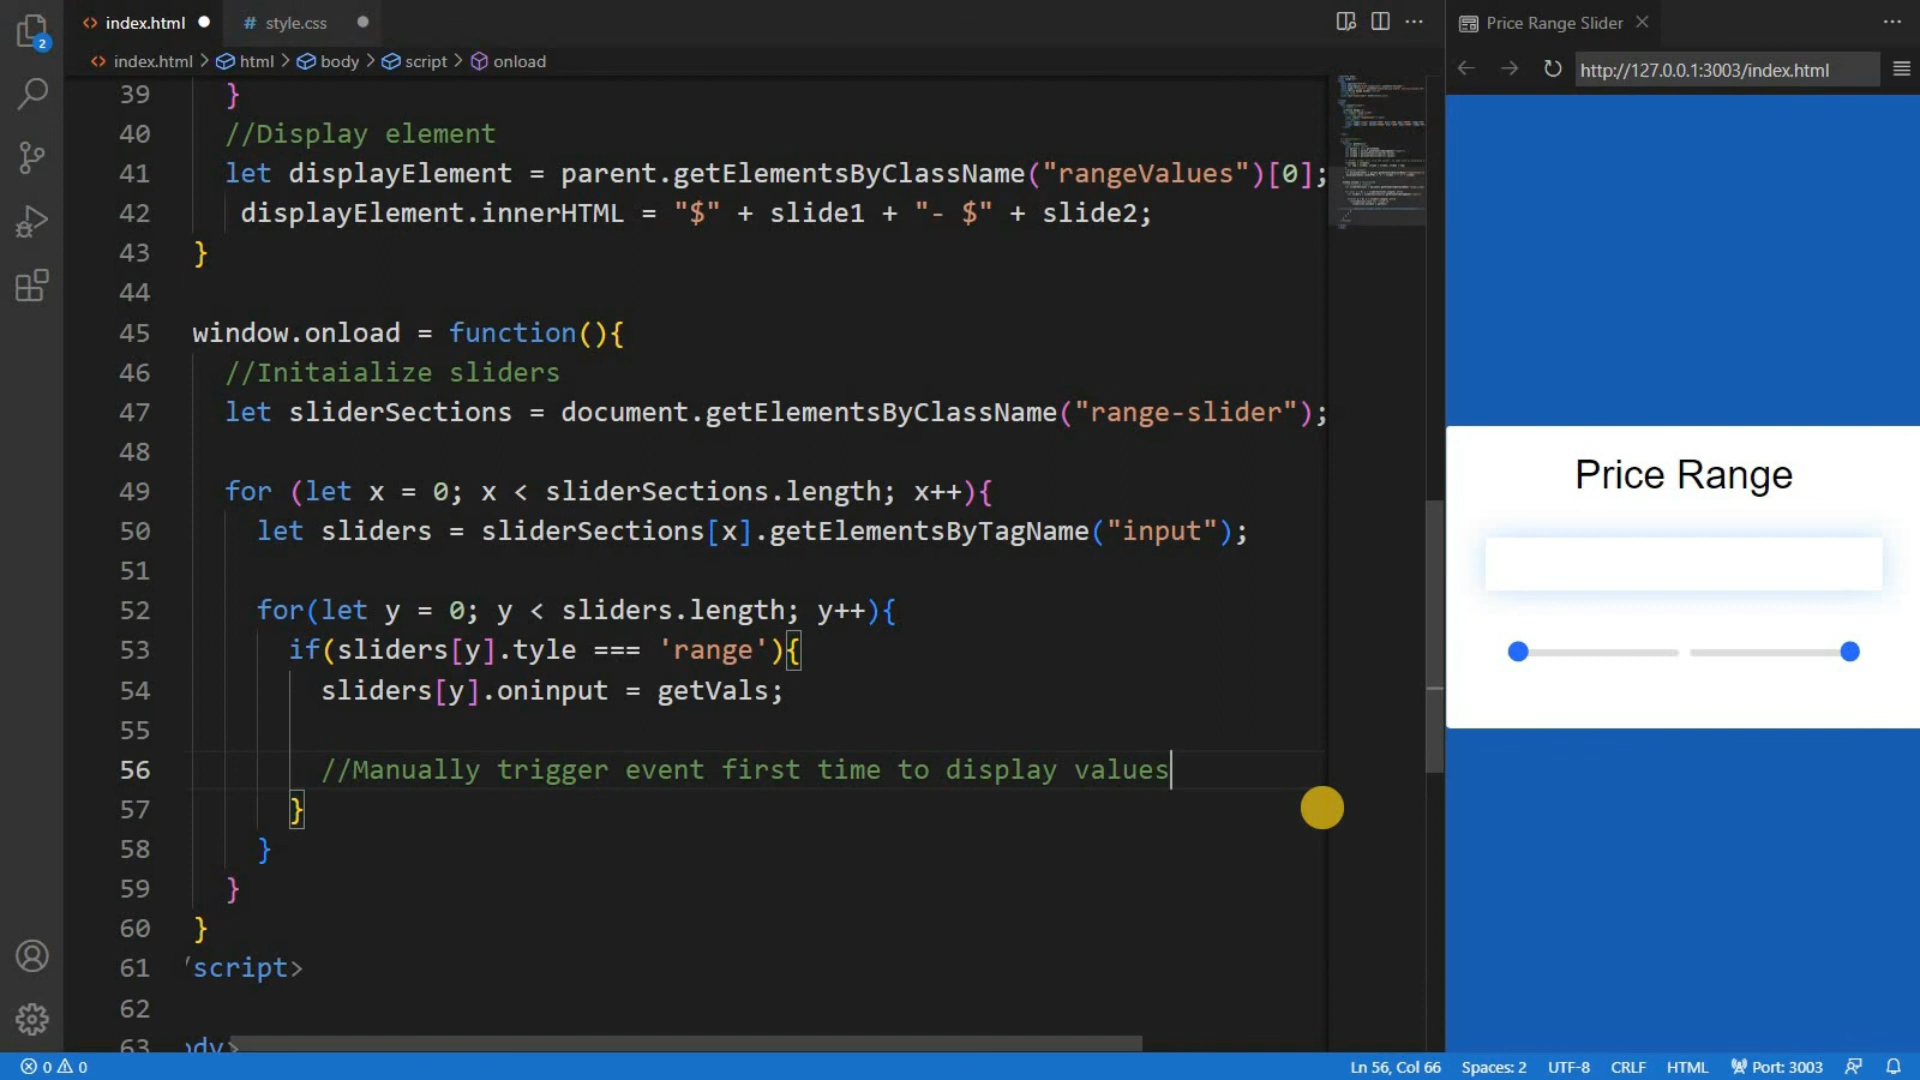 index.html
style.css
Price Range Slider
index.html > html > body > script > onload
http://127.0.0.1:3003/index.html
2
39 }
40 //Display element
41 let displayElement = parent.getElementsByClassName("rangeValues")[0];
42 displayElement.innerHTML = "$" + slide1 + "- $" + slide2;
43 }
44
45 window.onload = function(){
46 //Initaialize sliders
47 let sliderSections = document.getElementsByClassName("range-slider");
48
49 for (let x = 0; x < sliderSections.length; x++){
50 let sliders = sliderSections[x].getElementsByTagName("input");
51
52 for(let y = 0; y < sliders.length; y++){
53 if(sliders[y].tyle === 'range'){
54 sliders[y].oninput = getVals;
55
56 //Manually trigger event first time to display values
57 }
58 }
59 }
60 }
61 /script>
62
63 ody>
Price Range
0 0
Ln 56, Col 66
Spaces: 2
UTF-8
CRLF
HTML
Port: 3003